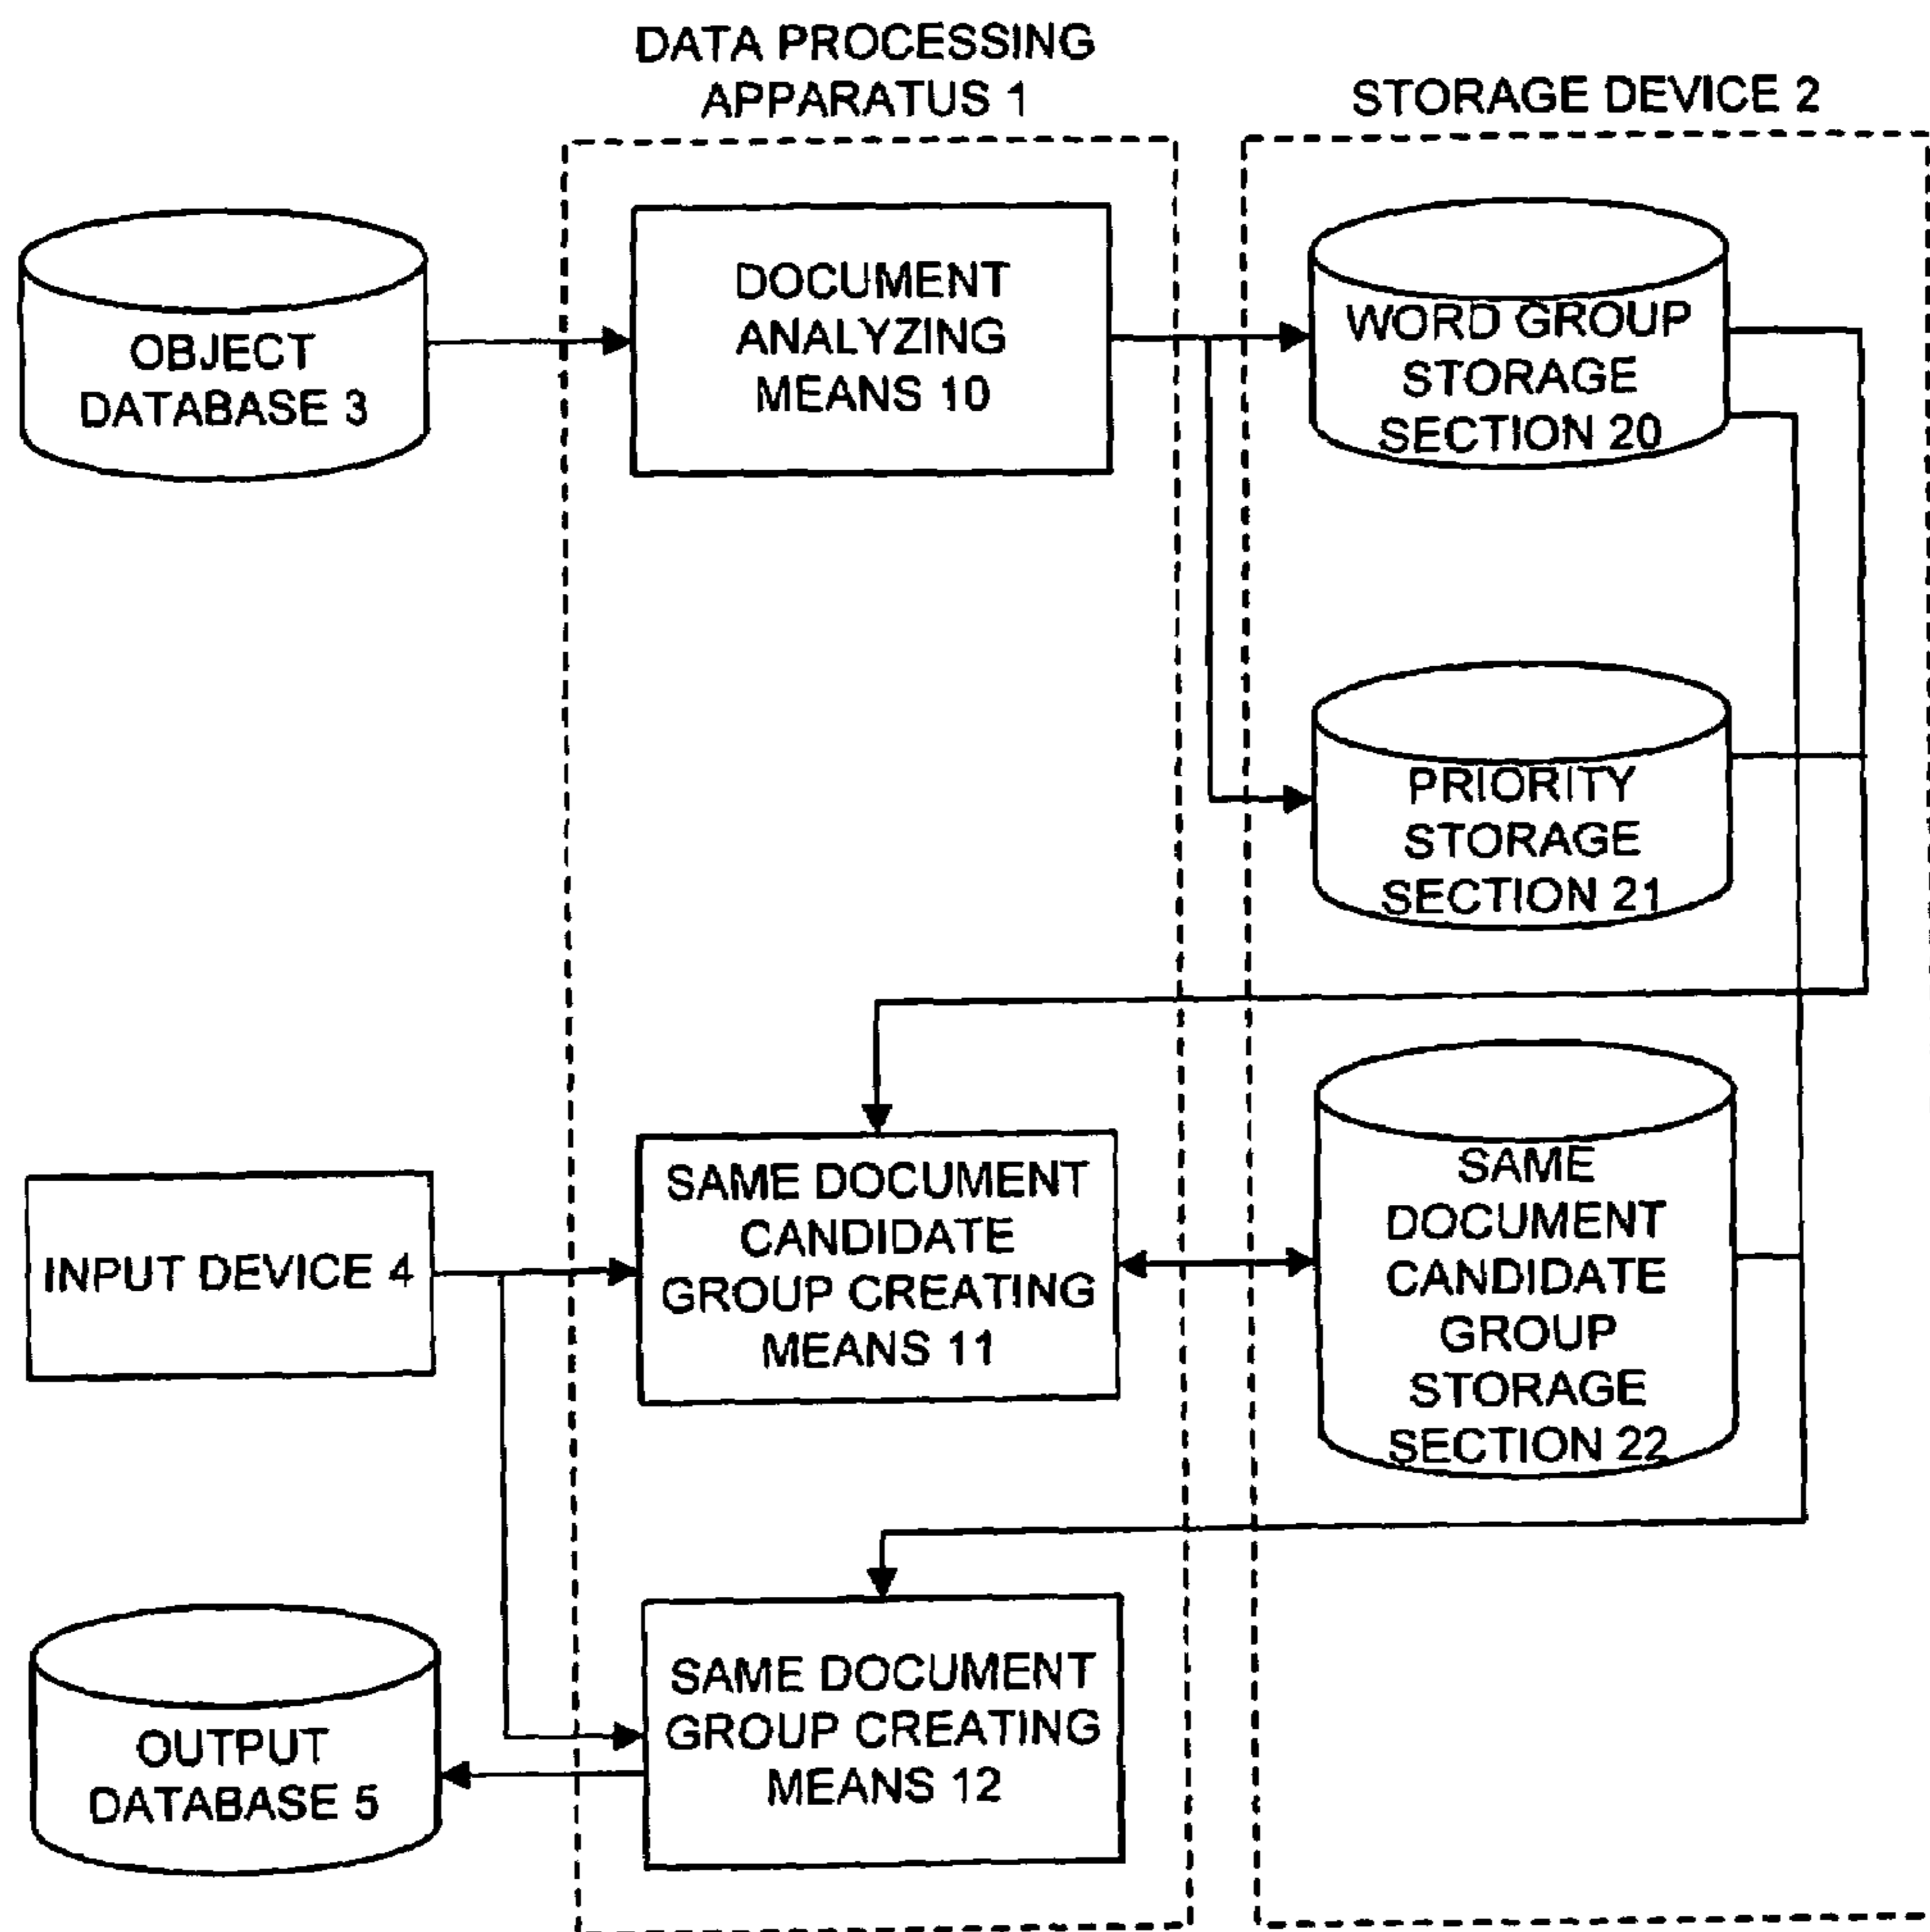 DATA PROCESSING
APPARATUS 1
STORAGE DEVICE 2
OBJECT
DATABASE 3
DOCUMENT
ANALYZING
MEANS 10
WORD GROUP
STORAGE
SECTION 20
PRIORITY
STORAGE
SECTION 21
INPUT DEVICE 4
SAME DOCUMENT
CANDIDATE
GROUP CREATING
MEANS 11
SAME
DOCUMENT
CANDIDATE
GROUP
STORAGE
SECTION 22
OUTPUT
DATABASE 5
SAME DOCUMENT
GROUP CREATING
MEANS 12